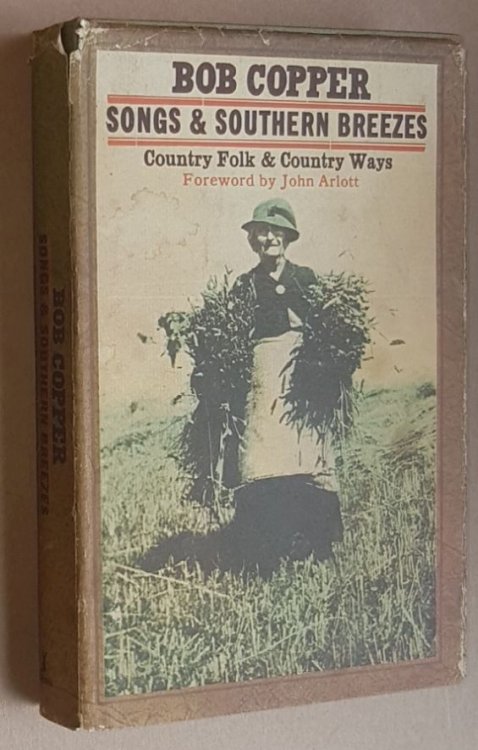 BOB COPPER
SONGS & SOUTHERN BREEZES
Country Folk & Country Ways
Foreword by John Arlott
BOB COPPER
SONGS & SOUTHERN BREEZES